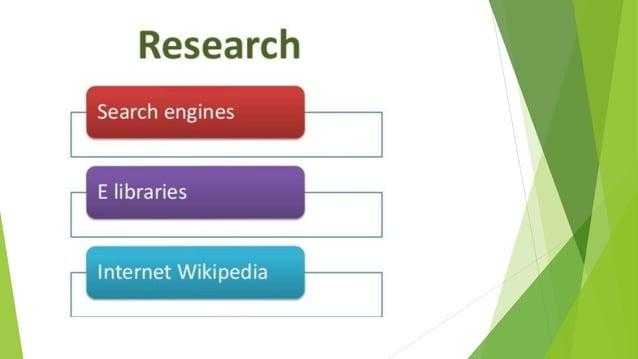 Research
Search engines
E libraries
Internet Wikipedia